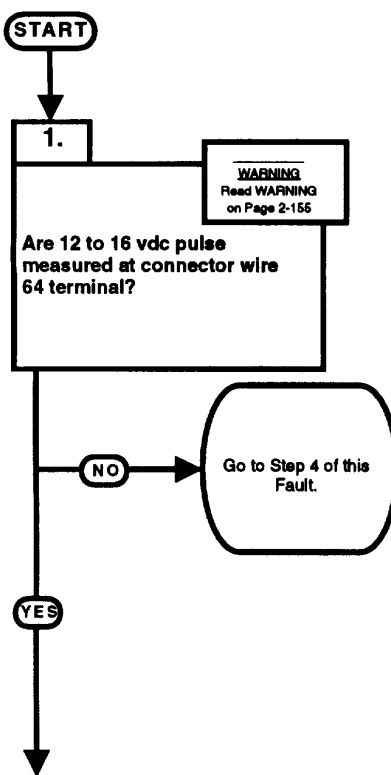 START
1.
WARNING
Read WARNING
on Page 2-155
Are 12 to 16 vdc pulse
measured at connector wire
64 terminal?
NO
Go to Step 4 of this
Fault.
YES